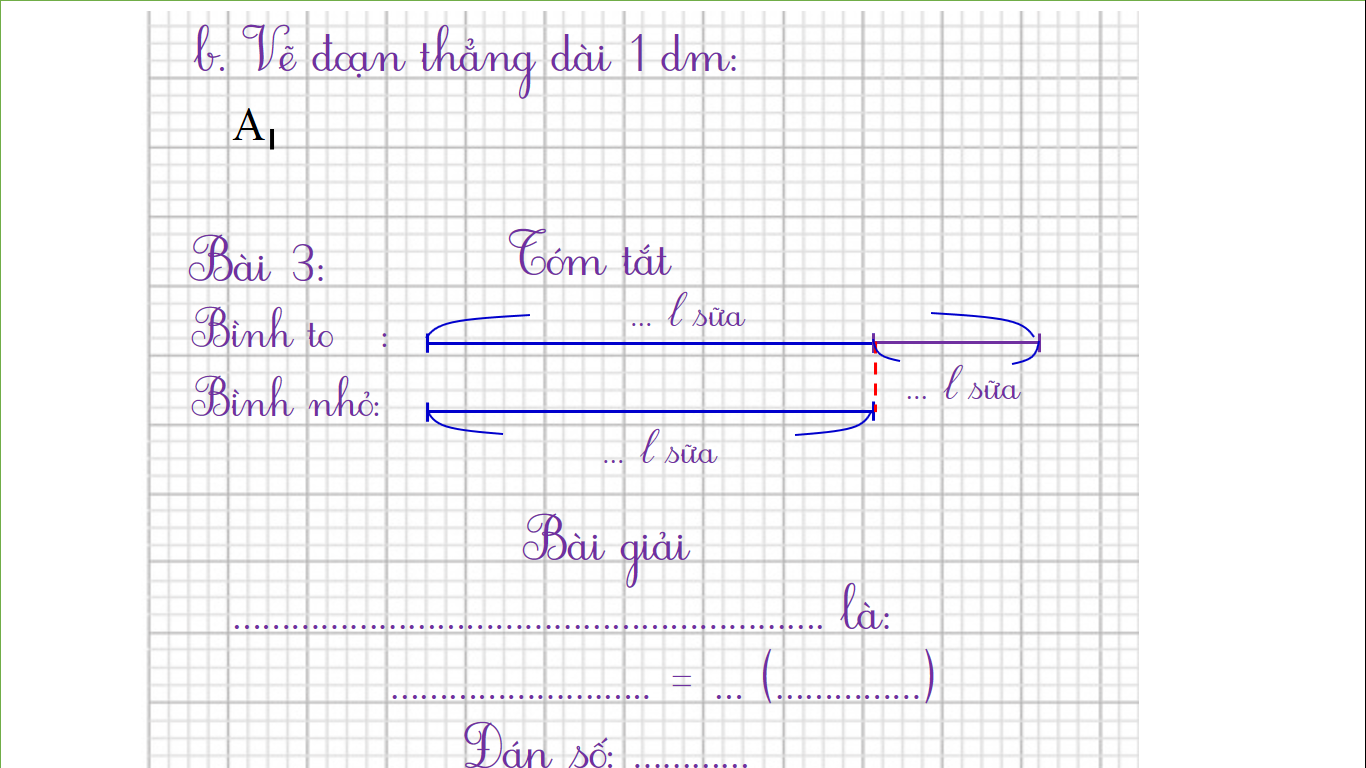 b. Vẽ đoạn thẳng dài 1 dm:
A
Bài 3: Tóm tắt
Bình to : ... l sữa
... l sữa
Bình nhỏ:
... l sữa
Bài giải
............................................................. là:
........................... = ... (...............)
Đán số: ............